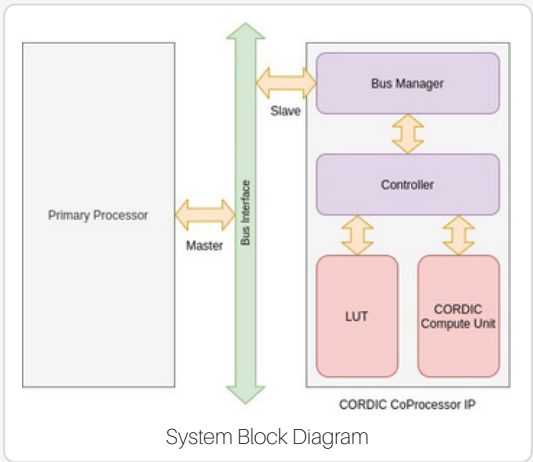 Primary Processor
Master
Bus Interface
Slave
Bus Manager
Controller
LUT
CORDIC
Compute Unit
CORDIC CoProcessor IP
System Block Diagram